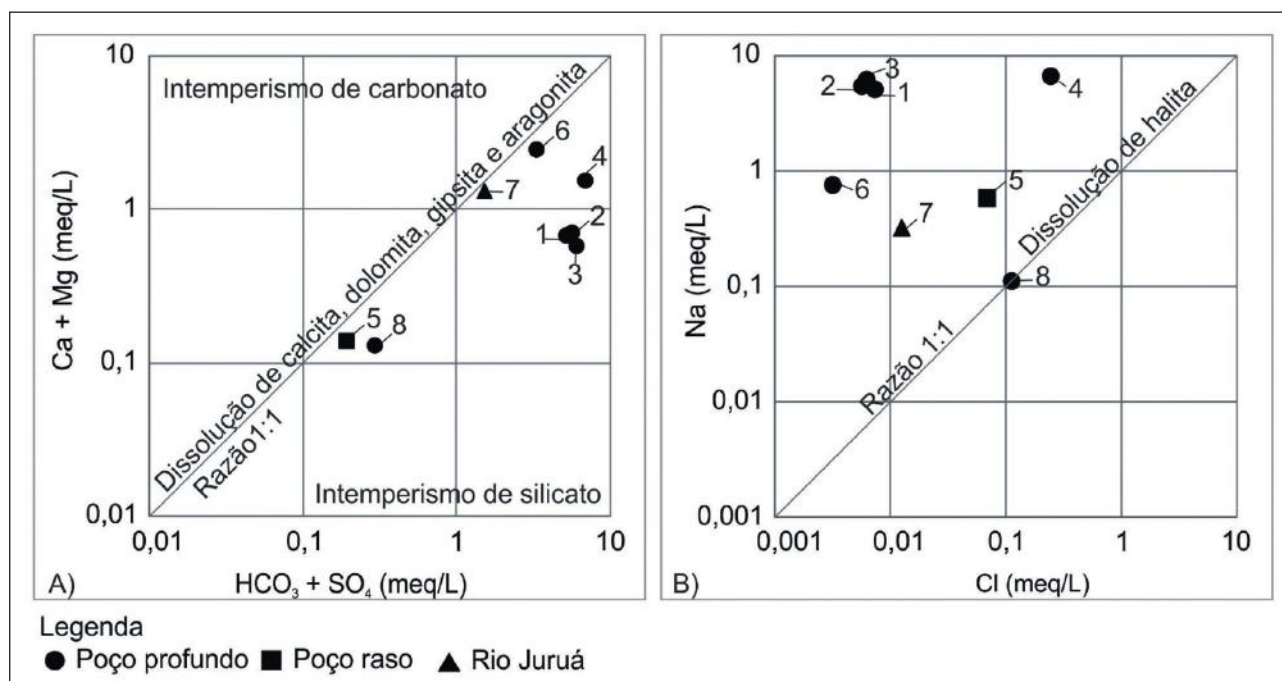 10
Intemperismo de carbonato
6
4
Ca + Mg (meq/L)
1
7
2
1
3
Dissolução de calcita, dolomita, gipsita e aragonita
Razão1:1
5
8
0,1
Intemperismo de silicato
0,01
0,01
0,1
1
10
A)
HCO₃ + SO₄ (meq/L)
10
3
2
1
4
Dissolução de halita
1
6
5
7
Na (meq/L)
0,1
8
Razão 1:1
0,01
0,001
0,001
0,01
0,1
1
10
B)
Cl (meq/L)
Legenda
Poço profundo
Poço raso
Rio Juruá